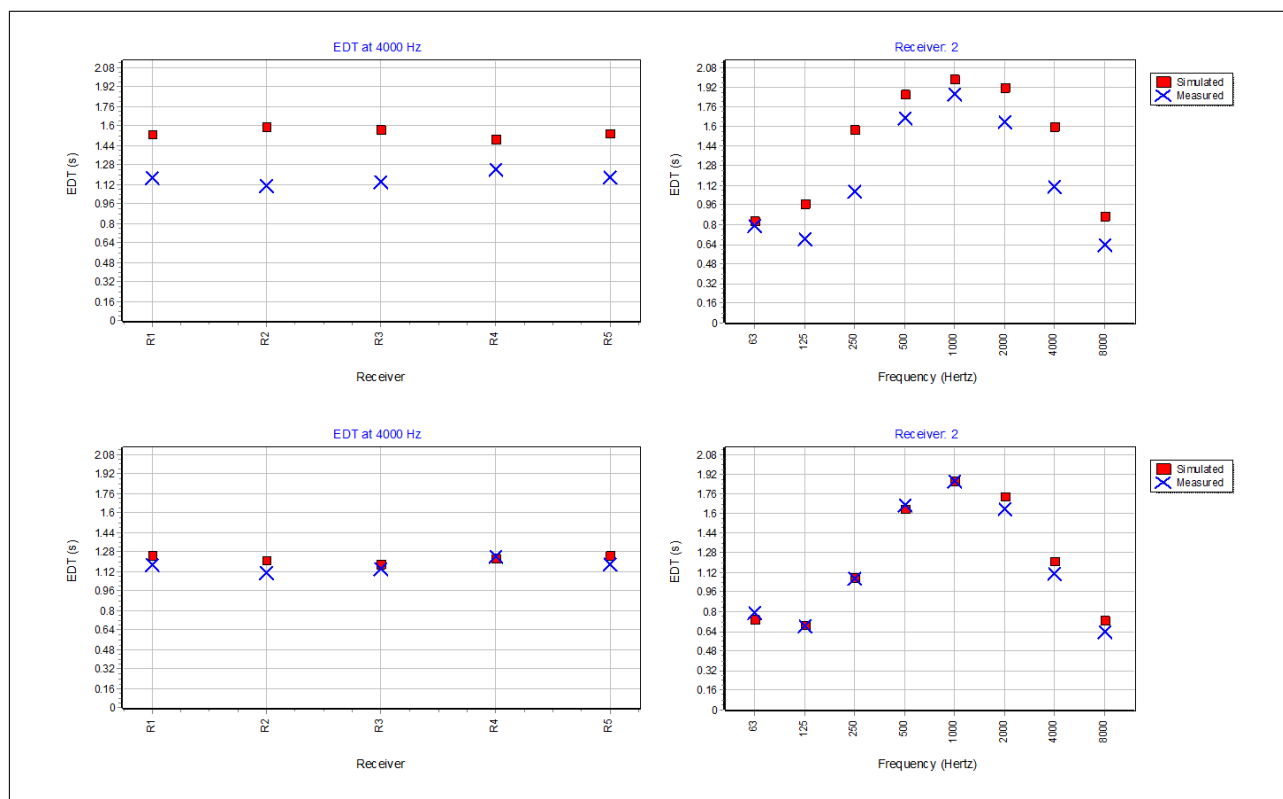 EDT at 4000 Hz
2.08
1.92
1.76
1.6
1.44
1.28
1.12
0.96
0.8
0.64
0.48
0.32
0.16
0
EDT (s)
R1 R2 R3 R4 R5
Receiver
Receiver: 2
2.08
1.92
1.76
1.6
1.44
1.28
1.12
0.96
0.8
0.64
0.48
0.32
0.16
0
EDT (s)
63 125 250 500 1000 2000 4000 8000
Frequency (Hertz)
Simulated
Measured
EDT at 4000 Hz
2.08
1.92
1.76
1.6
1.44
1.28
1.12
0.96
0.8
0.64
0.48
0.32
0.16
0
EDT (s)
R1 R2 R3 R4 R5
Receiver
Receiver: 2
2.08
1.92
1.76
1.6
1.44
1.28
1.12
0.96
0.8
0.64
0.48
0.32
0.16
0
EDT (s)
63 125 250 500 1000 2000 4000 8000
Frequency (Hertz)
Simulated
Measured